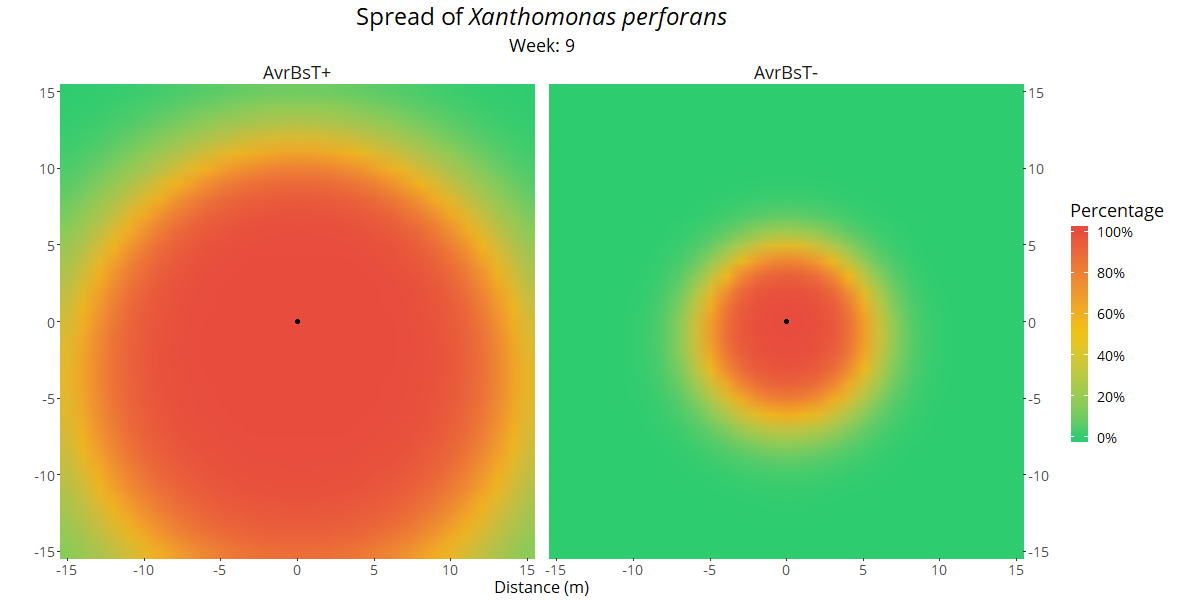 Spread of Xanthomonas perforans
Week: 9
AvrBsT+
AvrBsT-
15
10
5
0
-5
-10
-15
15
10
5
0
-5
-10
-15
-15 -10 -5 0 5 10 15
-15 -10 -5 0 5 10 15
Distance (m)
Percentage
100%
80%
60%
40%
20%
0%